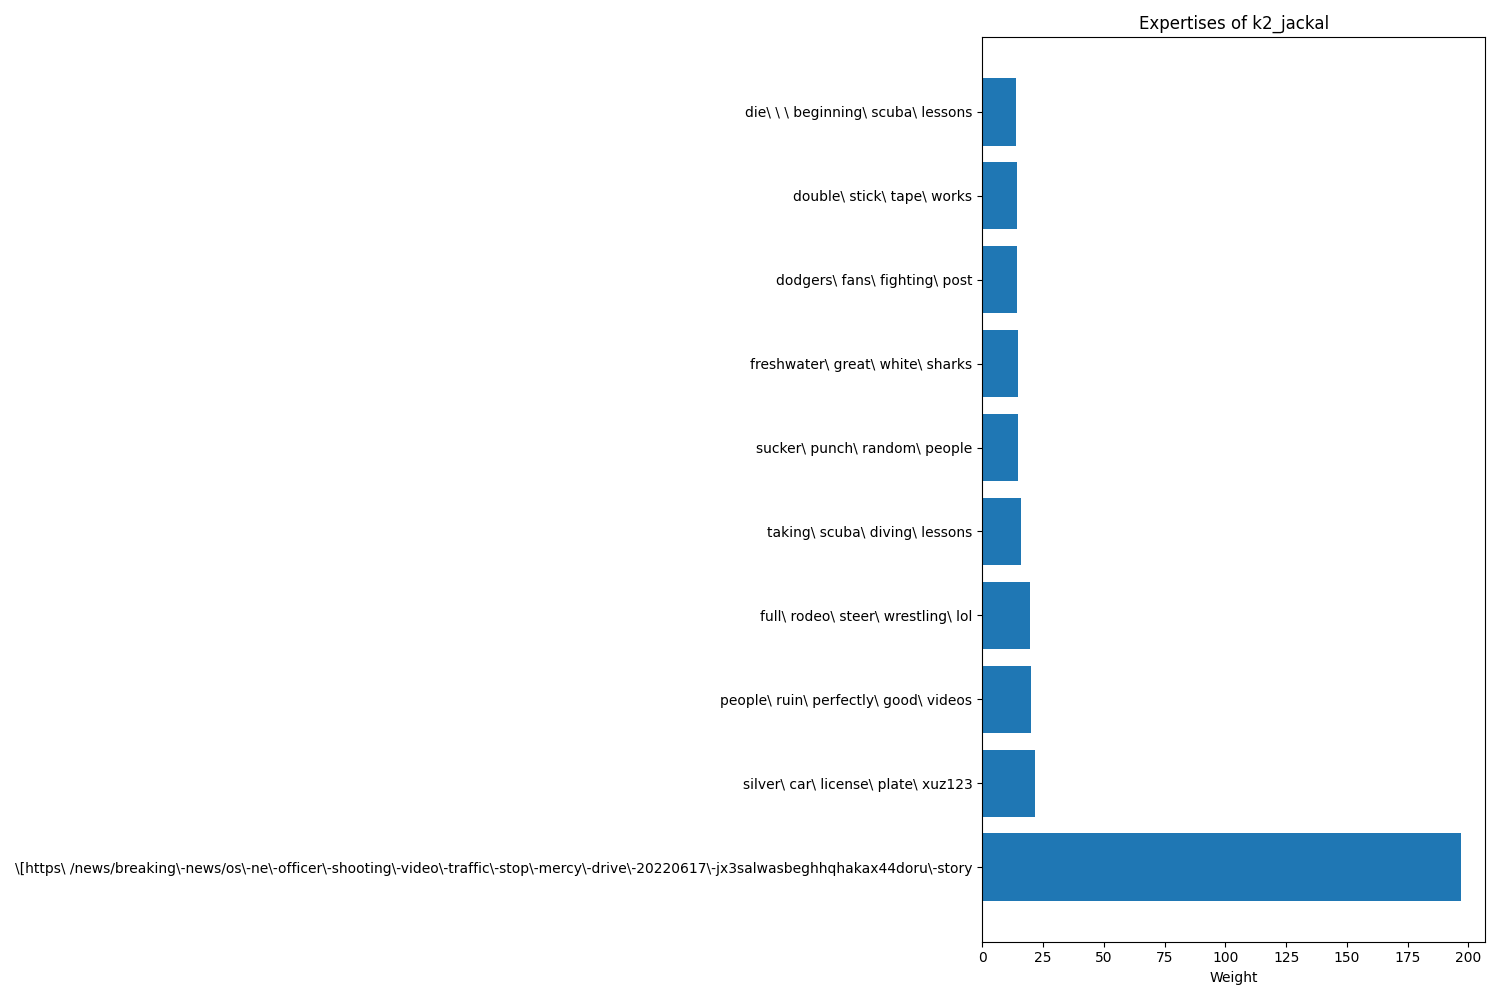 Expertises of k2_jackal
die\ \ \ beginning\ scuba\ lessons
double\ stick\ tape\ works
dodgers\ fans\ fighting\ post
freshwater\ great\ white\ sharks
sucker\ punch\ random\ people
taking\ scuba\ diving\ lessons
full\ rodeo\ steer\ wrestling\ lol
people\ ruin\ perfectly\ good\ videos
silver\ car\ license\ plate\ xuz123
\[https\ /news/breaking\-news/os\-ne\-officer\-shooting\-video\-traffic\-stop\-mercy\-drive\-20220617\-jx3salwasbeghhqhakax44doru\-story
0 25 50 75 100 125 150 175 200
Weight